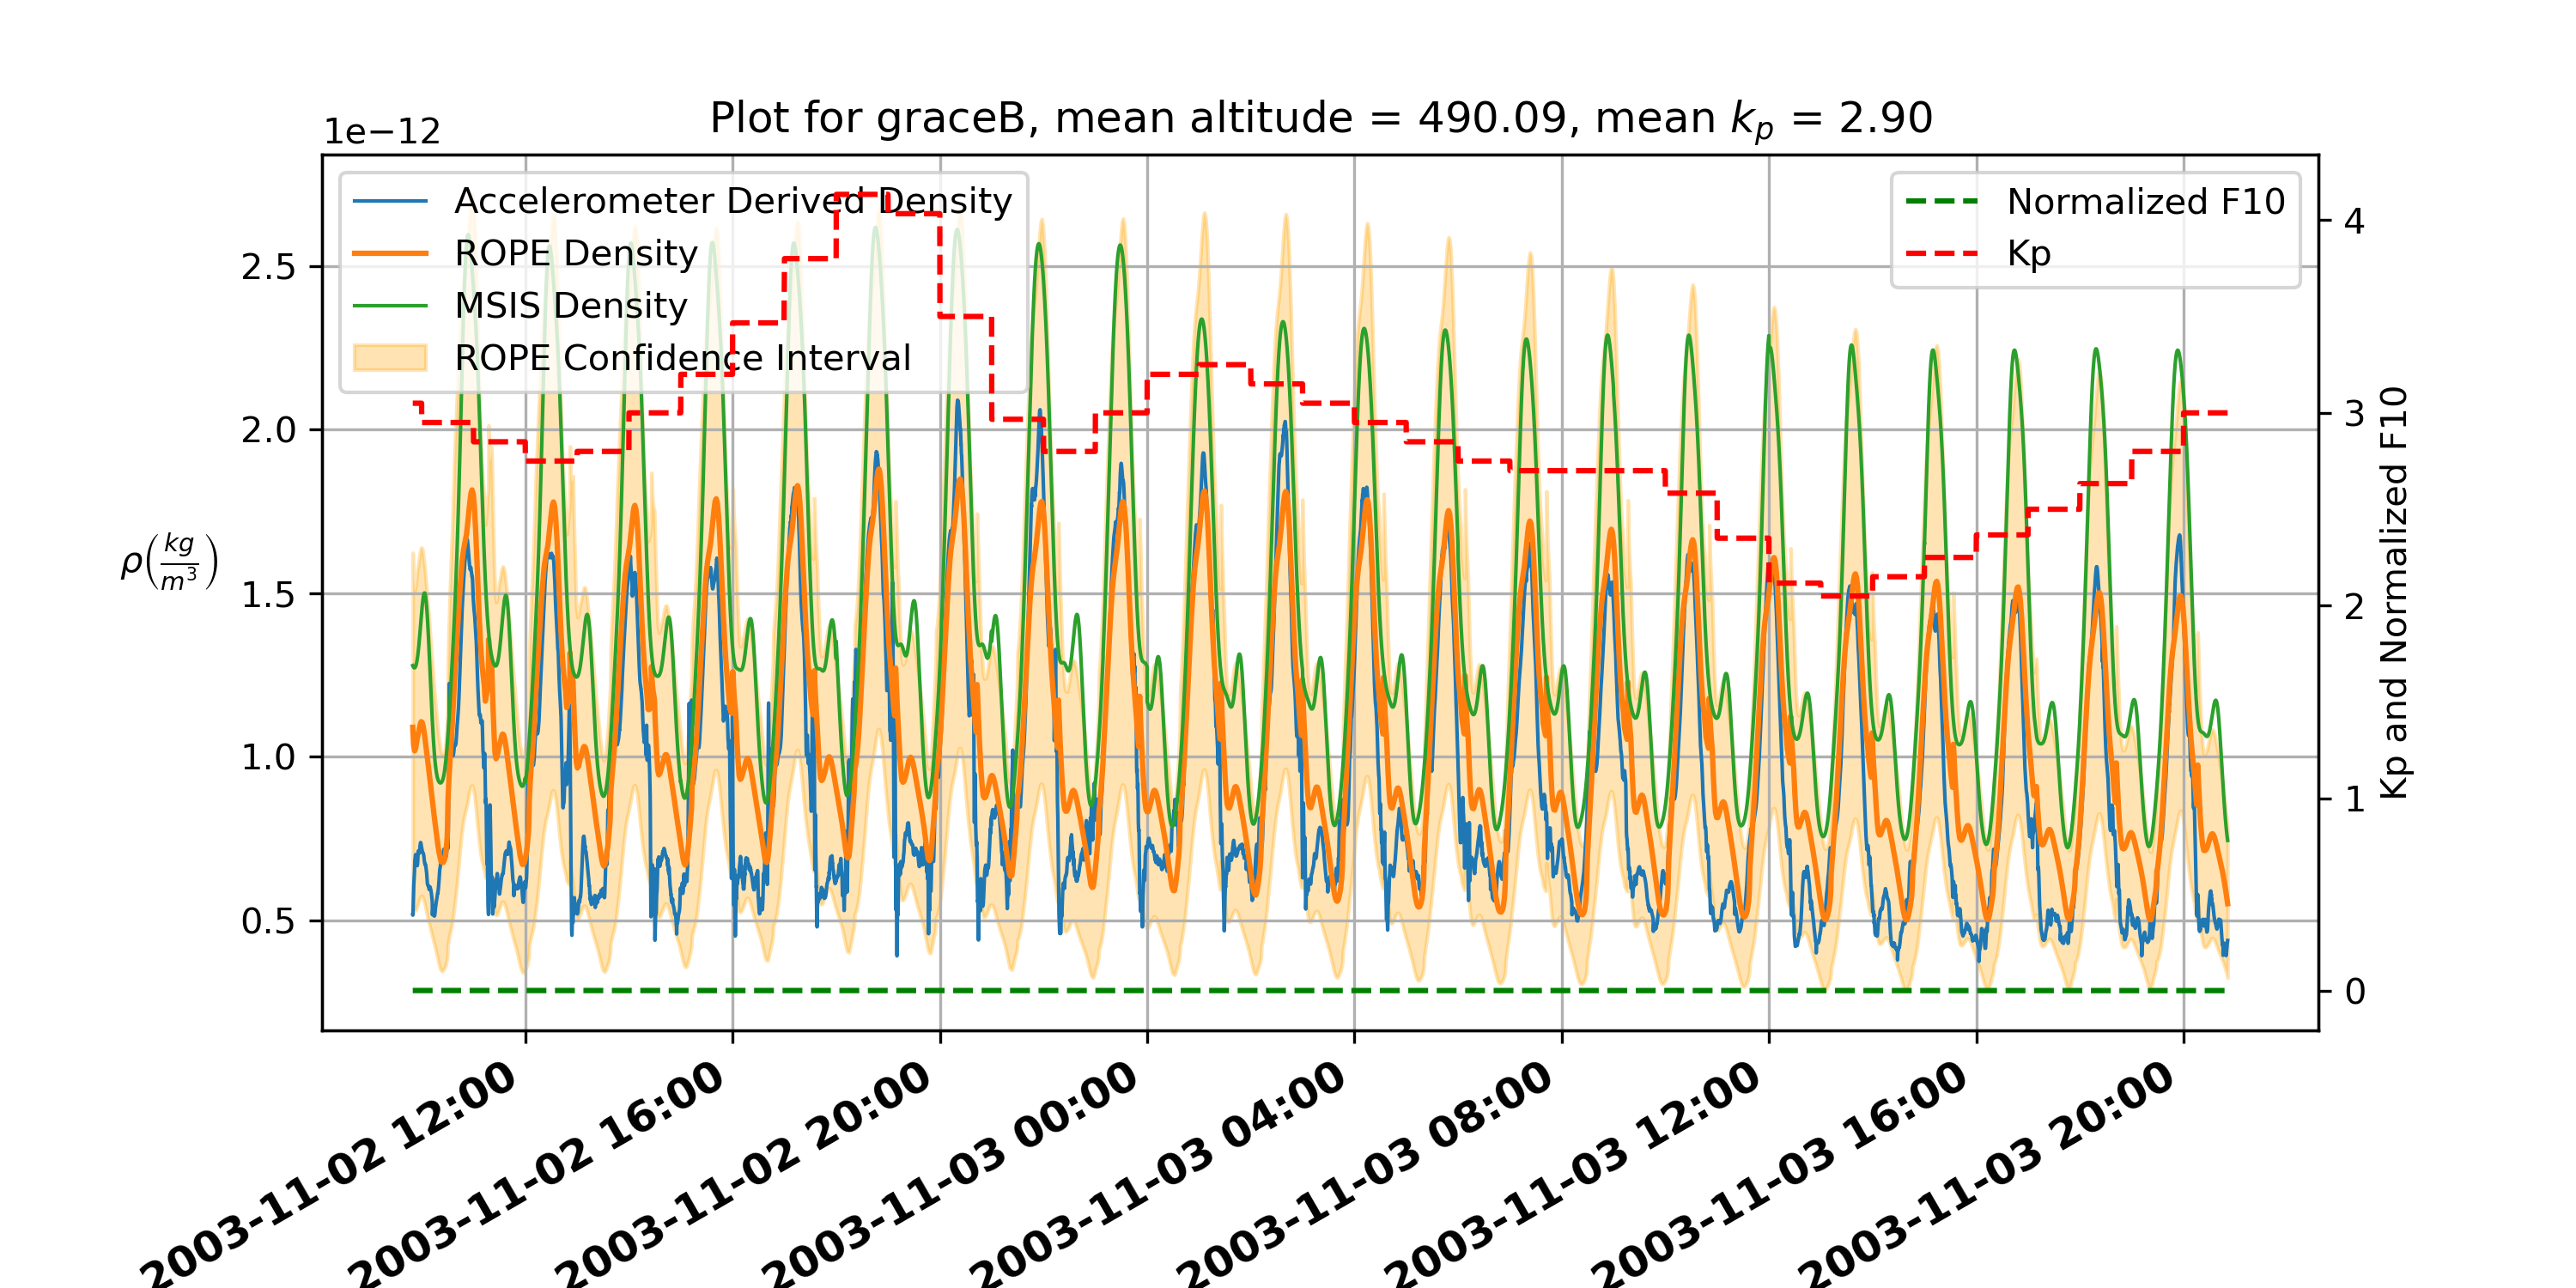 Plot for graceB, mean altitude = 490.09, mean kₚ = 2.90
1e−12
Accelerometer Derived Density
ROPE Density
MSIS Density
ROPE Confidence Interval
Normalized F10
Kp
2.5
2.0
1.5
1.0
0.5
ρ(kg/m³)
4
3
2
1
0
Kp and Normalized F10
2003-11-02 12:00
2003-11-02 16:00
2003-11-02 20:00
2003-11-03 00:00
2003-11-03 04:00
2003-11-03 08:00
2003-11-03 12:00
2003-11-03 16:00
2003-11-03 20:00